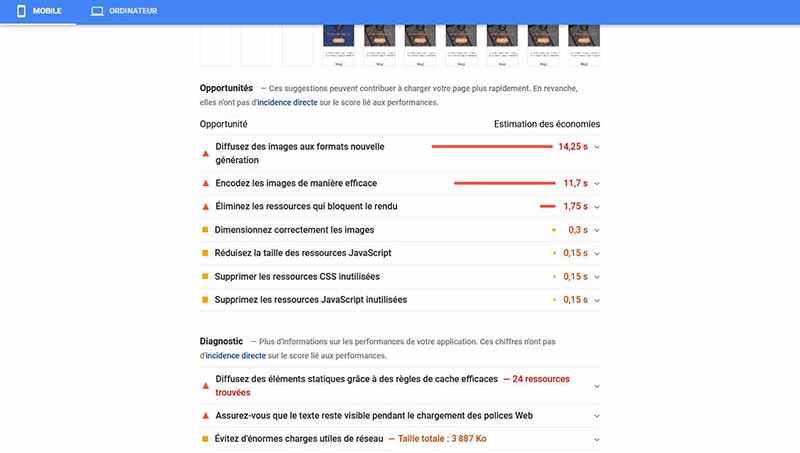 MOBILE
ORDINATEUR
Opportunités — Ces suggestions peuvent contribuer à charger votre page plus rapidement. En revanche,
elles n'ont pas d'incidence directe sur le score lié aux performances.
Opportunité Estimation des économies
Diffusez des images aux formats nouvelle
génération
14,25 s
Encodez les images de manière efficace 11,7 s
Éliminez les ressources qui bloquent le rendu 1,75 s
Dimensionnez correctement les images 0,3 s
Réduisez la taille des ressources JavaScript 0,15 s
Supprimer les ressources CSS inutilisées 0,15 s
Supprimez les ressources JavaScript inutilisées 0,15 s
Diagnostic — Plus d'informations sur les performances de votre application. Ces chiffres n'ont pas
d'incidence directe sur le score lié aux performances.
Diffusez des éléments statiques grâce à des règles de cache efficaces — 24 ressources
trouvées
Assurez-vous que le texte reste visible pendant le chargement des polices Web
Évitez d'énormes charges utiles de réseau — Taille totale : 3 887 Ko